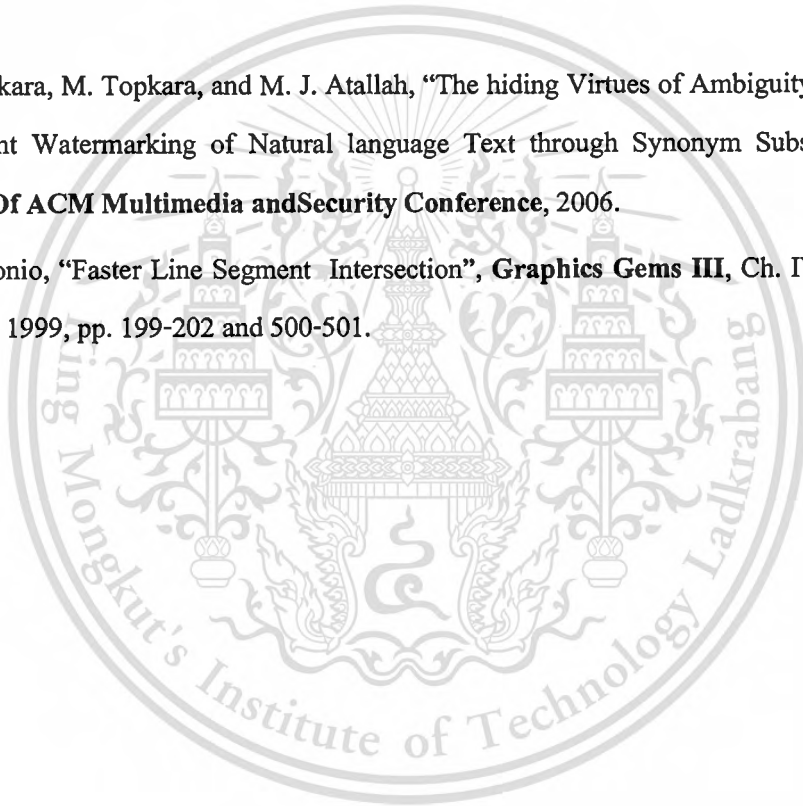 kara, M. Topkara, and M. J. Atallah, “The hiding Virtues of Ambiguity
nt Watermarking of Natural language Text through Synonym Subs
Of ACM Multimedia andSecurity Conference, 2006.
onio, “Faster Line Segment Intersection”, Graphics Gems III, Ch.
1999, pp. 199-202 and 500-501.
King Mongkut's Institute of Technology Ladkrabang